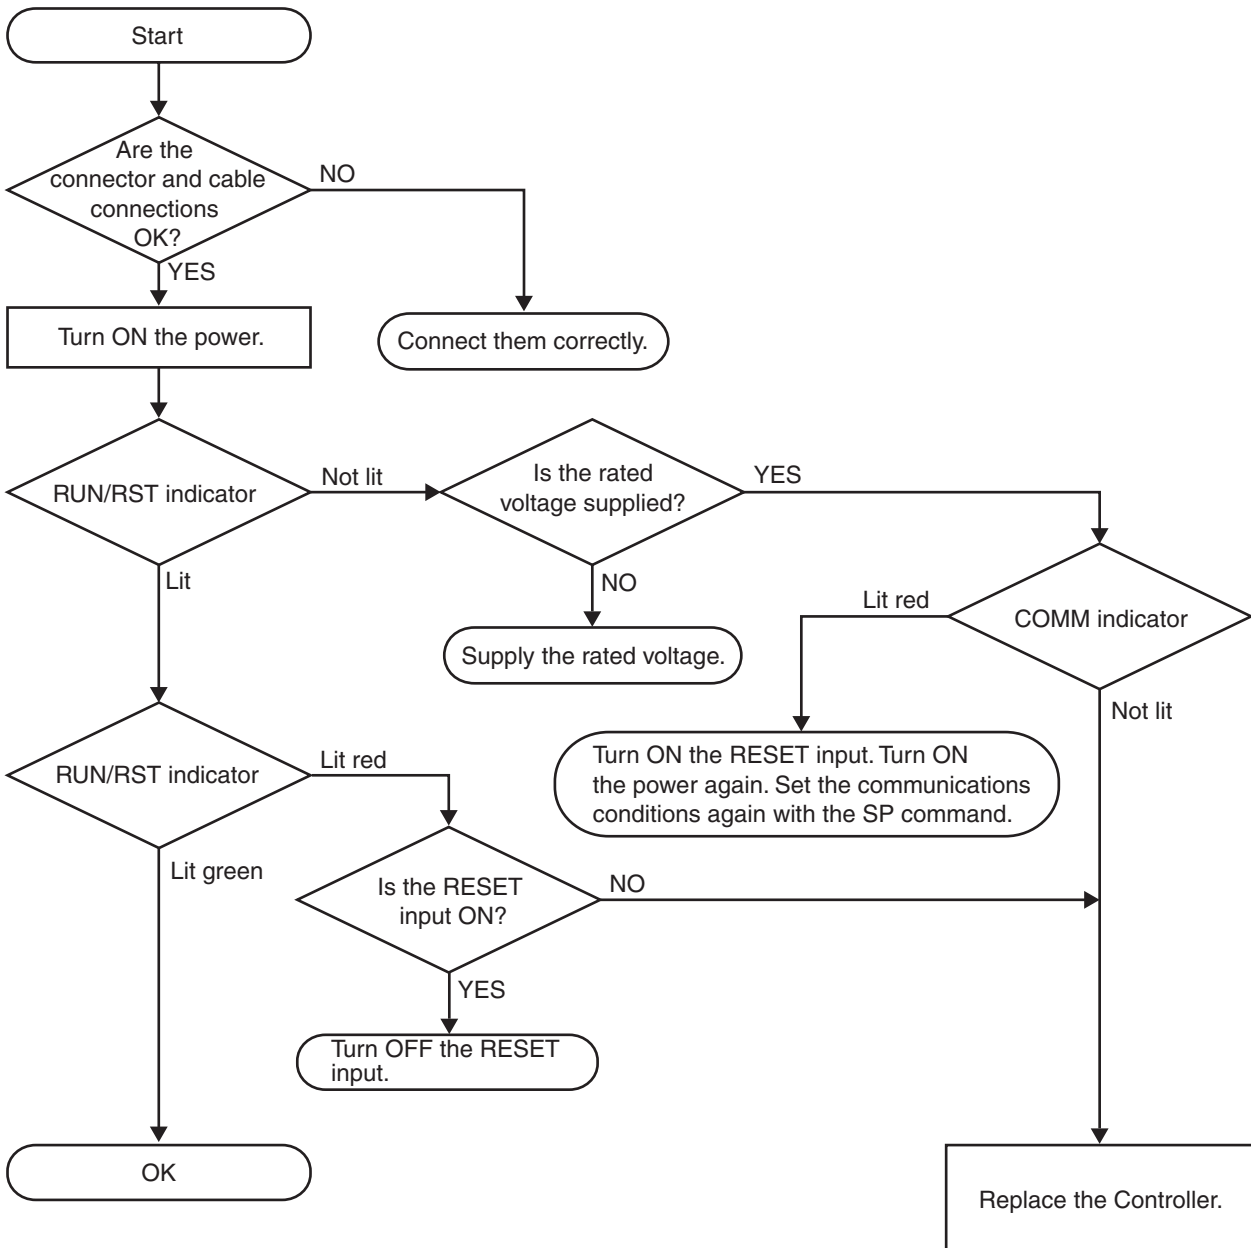 Start
Are the
connector and cable
connections
OK?
NO
YES
Turn ON the power.
Connect them correctly.
RUN/RST indicator
Not lit
Is the rated
voltage supplied?
YES
Lit
NO
Supply the rated voltage.
Lit red
COMM indicator
Not lit
Turn ON the RESET input. Turn ON
the power again. Set the communications
conditions again with the SP command.
RUN/RST indicator
Lit red
Lit green
Is the RESET
input ON?
NO
YES
Turn OFF the RESET
input.
OK
Replace the Controller.